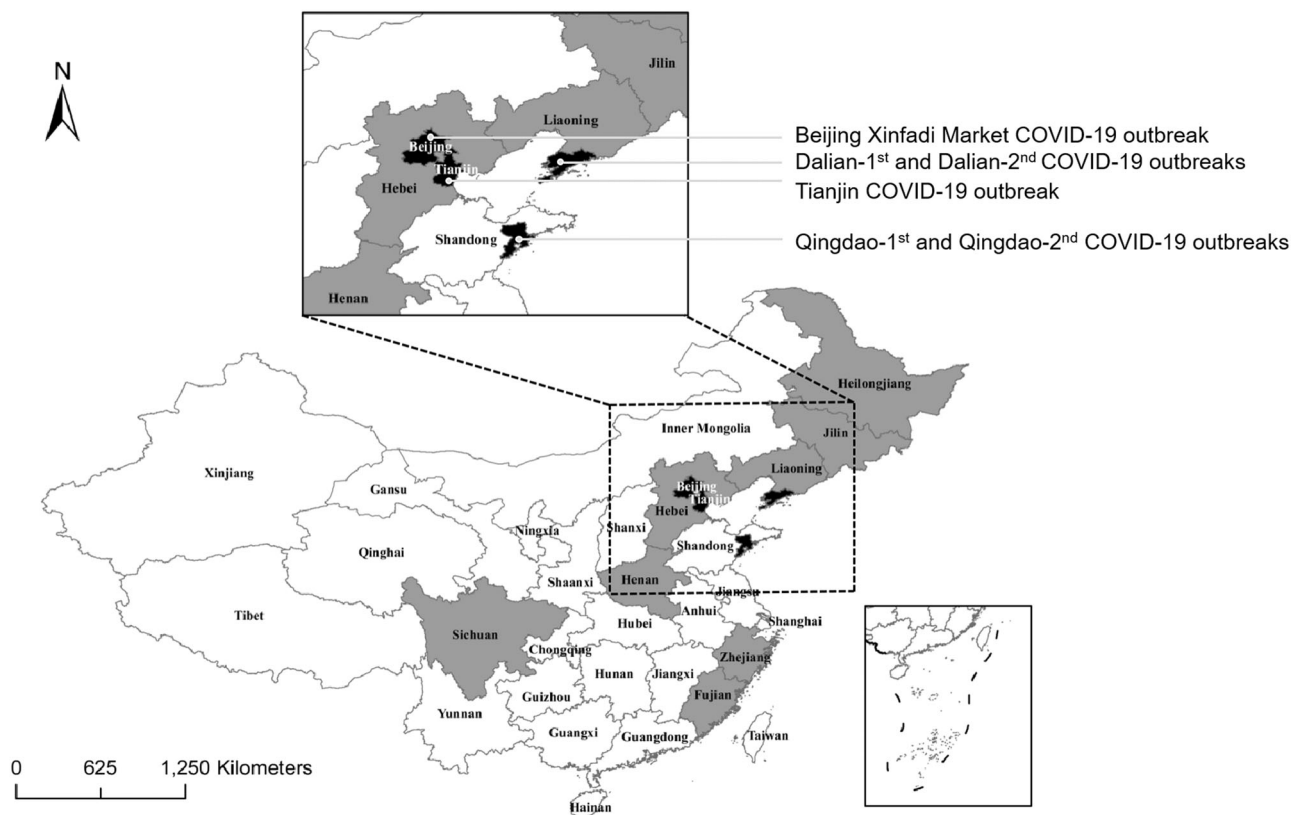 N
Jilin
Liaoning
Beijing
Tianjin
Hebei
Shandong
Henan
Beijing Xinfadi Market COVID-19 outbreak
Dalian-1st and Dalian-2nd COVID-19 outbreaks
Tianjin COVID-19 outbreak
Qingdao-1st and Qingdao-2nd COVID-19 outbreaks
Heilongjiang
Inner Mongolia
Jilin
Liaoning
Xinjiang
Gansu
Beijing
Tianjin
Hebei
Ningxia
Shanxi
Qinghai
Shandong
Shaanxi
Henan
Jiangsu
Tibet
Anhui
Hubei
Shanghai
Sichuan
Chongqing
Zhejiang
Hunan
Jiangxi
Guizhou
Fujian
Yunnan
Guangxi
Guangdong
Taiwan
Hainan
0 625 1,250 Kilometers